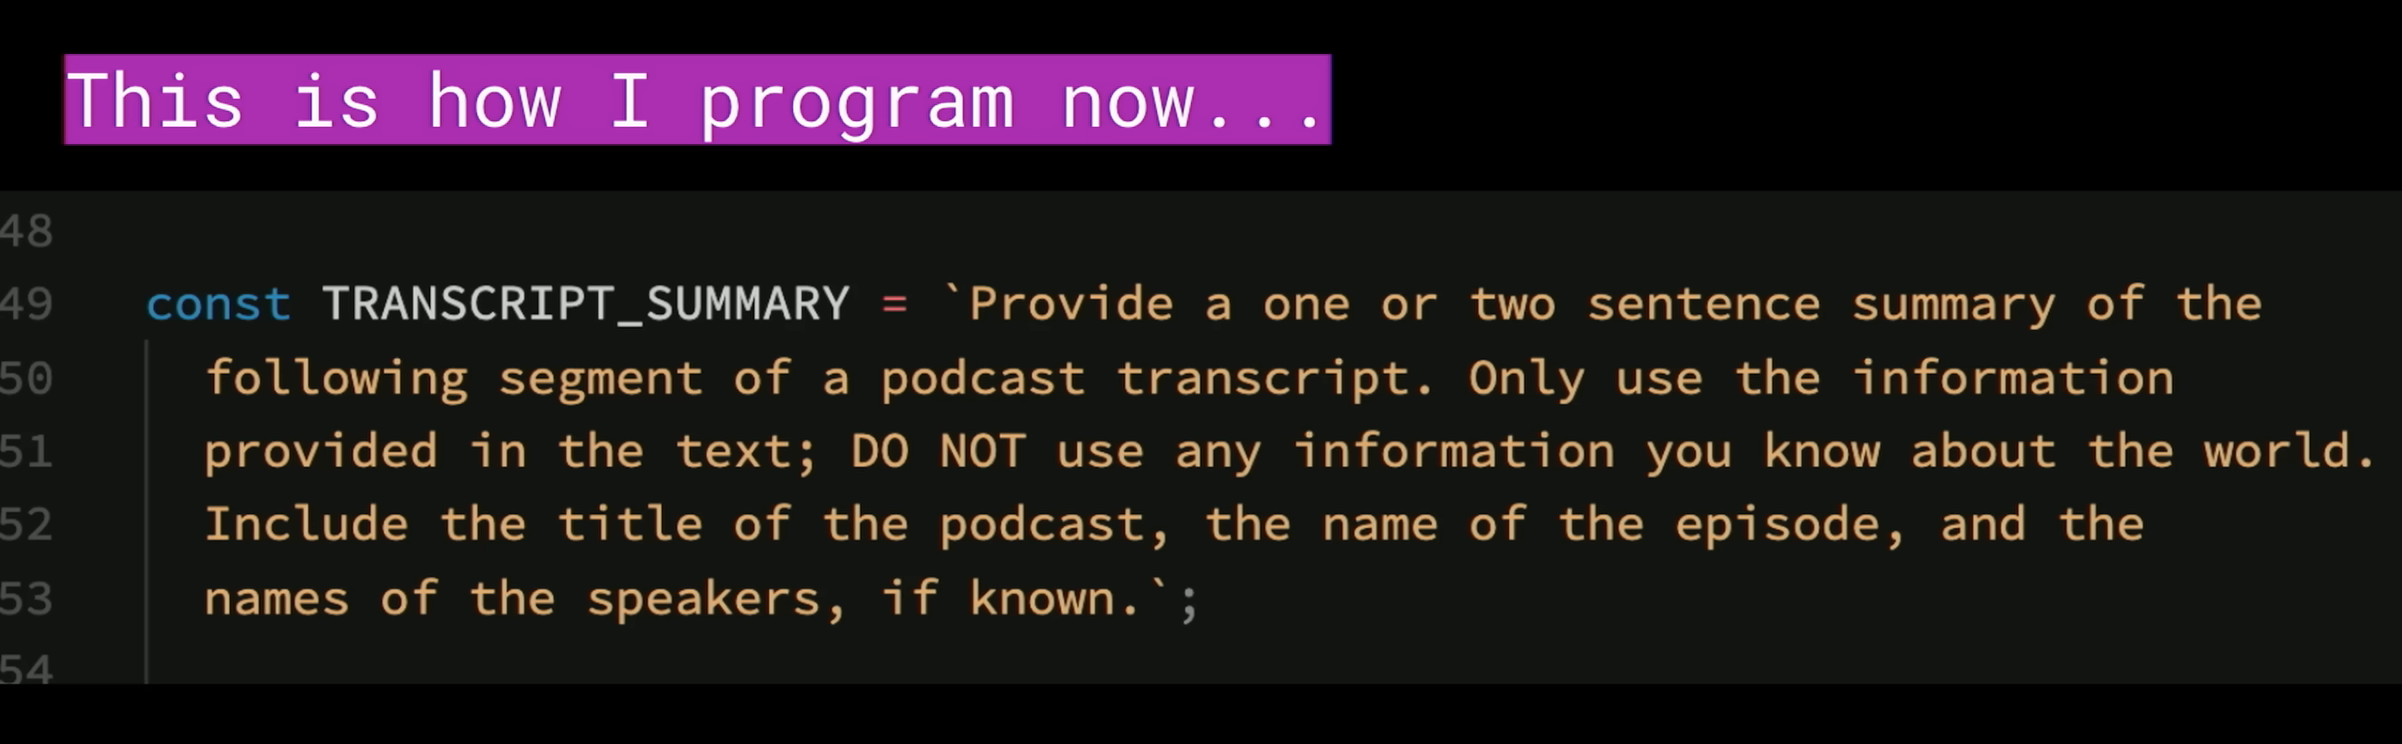 This is how I program now...
48
49 const TRANSCRIPT_SUMMARY = `Provide a one or two sentence summary of the
50 following segment of a podcast transcript. Only use the information
51 provided in the text; DO NOT use any information you know about the world.
52 Include the title of the podcast, the name of the episode, and the
53 names of the speakers, if known.`;
54